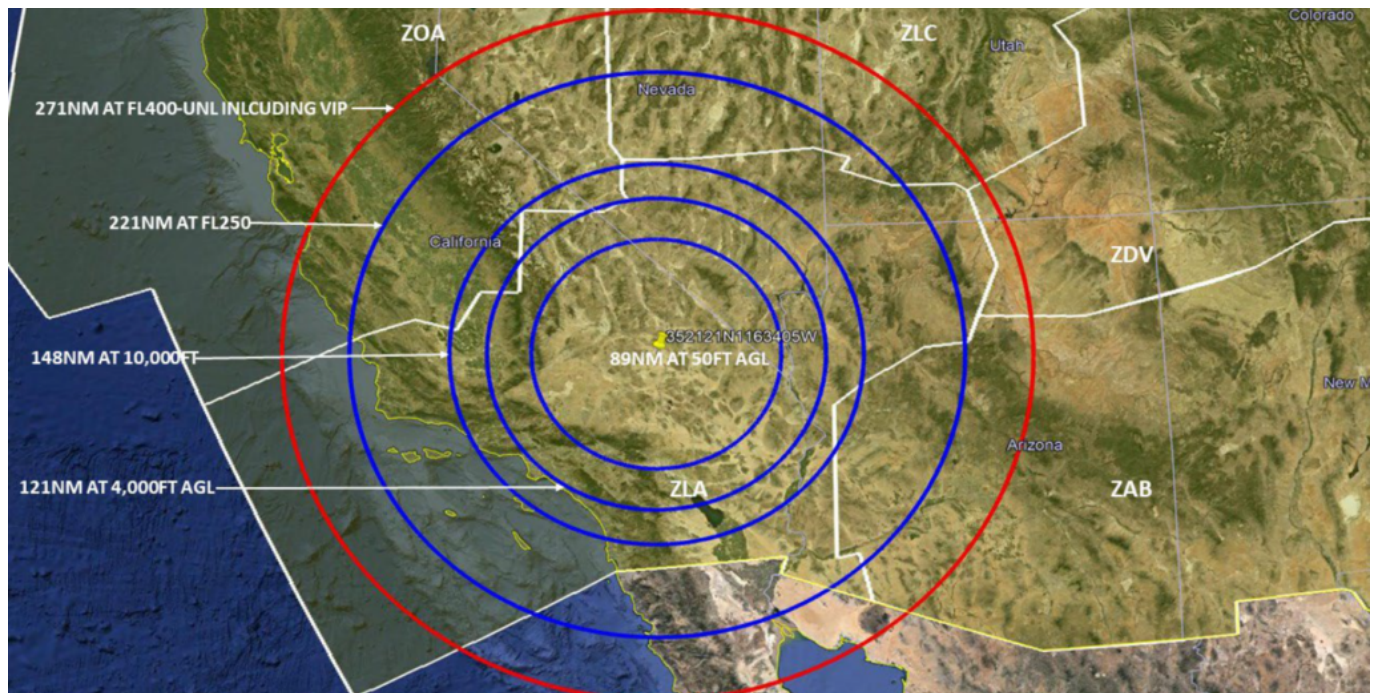 Colorado
ZOA
ZLC
Utah
Nevada
271NM AT FL400-UNL INLCUDING VIP
221NM AT FL250
California
ZDV
352121N1163405W
148NM AT 10,000FT
89NM AT 50FT AGL
New M
Arizona
121NM AT 4,000FT AGL
ZLA
ZAB